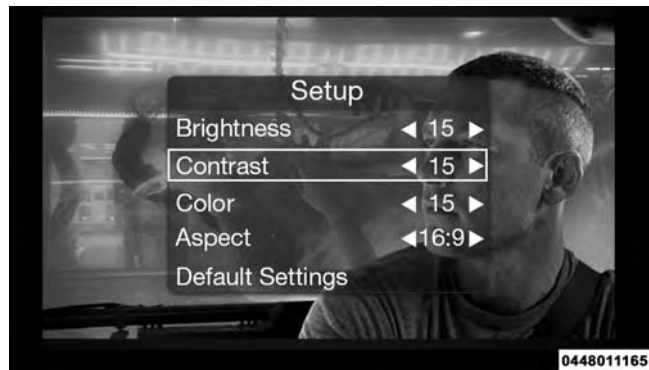 Setup
Brightness ◀ 15 ▶
Contrast ◀ 15 ▶
Color ◀ 15 ▶
Aspect ◀16:9▶
Default Settings
0448011165